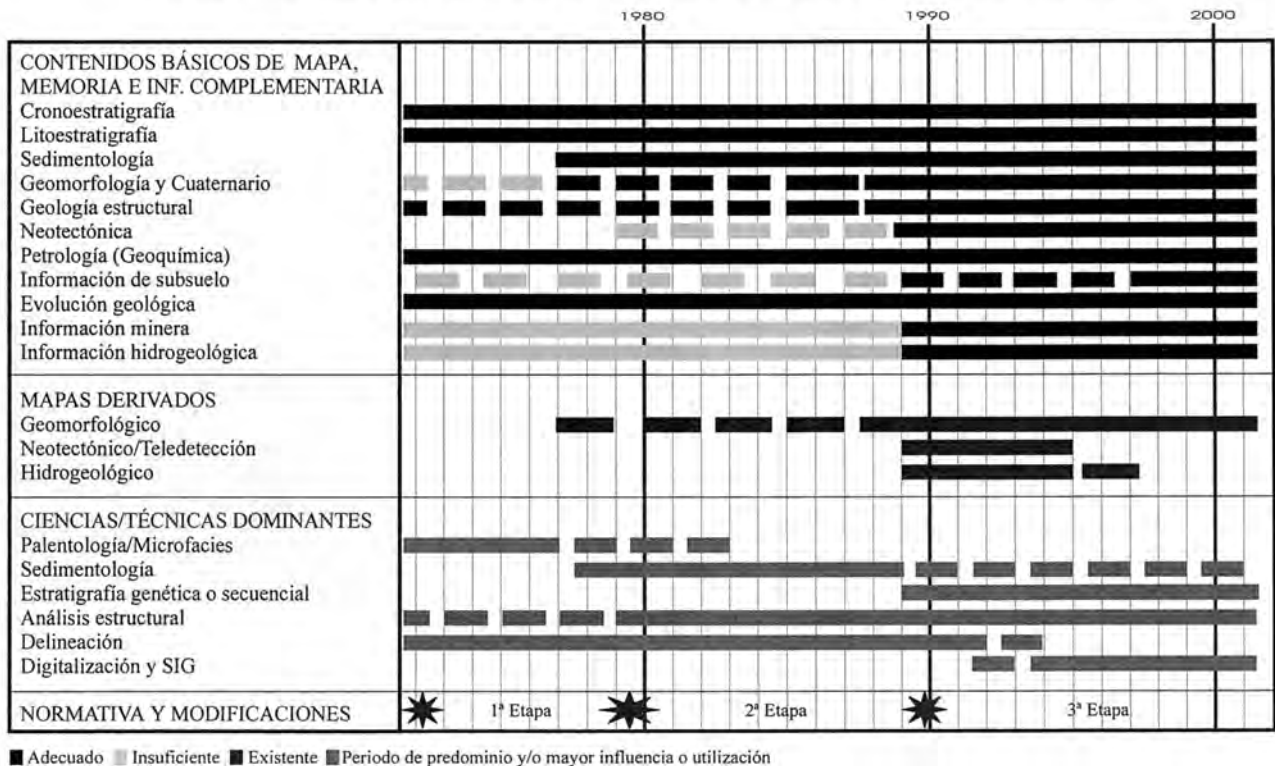 1980 1990 2000
CONTENIDOS BÁSICOS DE MAPA,
MEMORIA E INF. COMPLEMENTARIA
Cronoestratigrafía
Litoestratigrafía
Sedimentología
Geomorfología y Cuaternario
Geología estructural
Neotectónica
Petrología (Geoquímica)
Información de subsuelo
Evolución geológica
Información minera
Información hidrogeológica
MAPAS DERIVADOS
Geomorfológico
Neotectónico/Teledetección
Hidrogeológico
CIENCIAS/TÉCNICAS DOMINANTES
Palentología/Microfacies
Sedimentología
Estratigrafía genética o secuencial
Análisis estructural
Delineación
Digitalización y SIG
NORMATIVA Y MODIFICACIONES 1ª Etapa 2ª Etapa 3ª Etapa
Adecuado Insuficiente Existente Periodo de predominio y/o mayor influencia o utilización